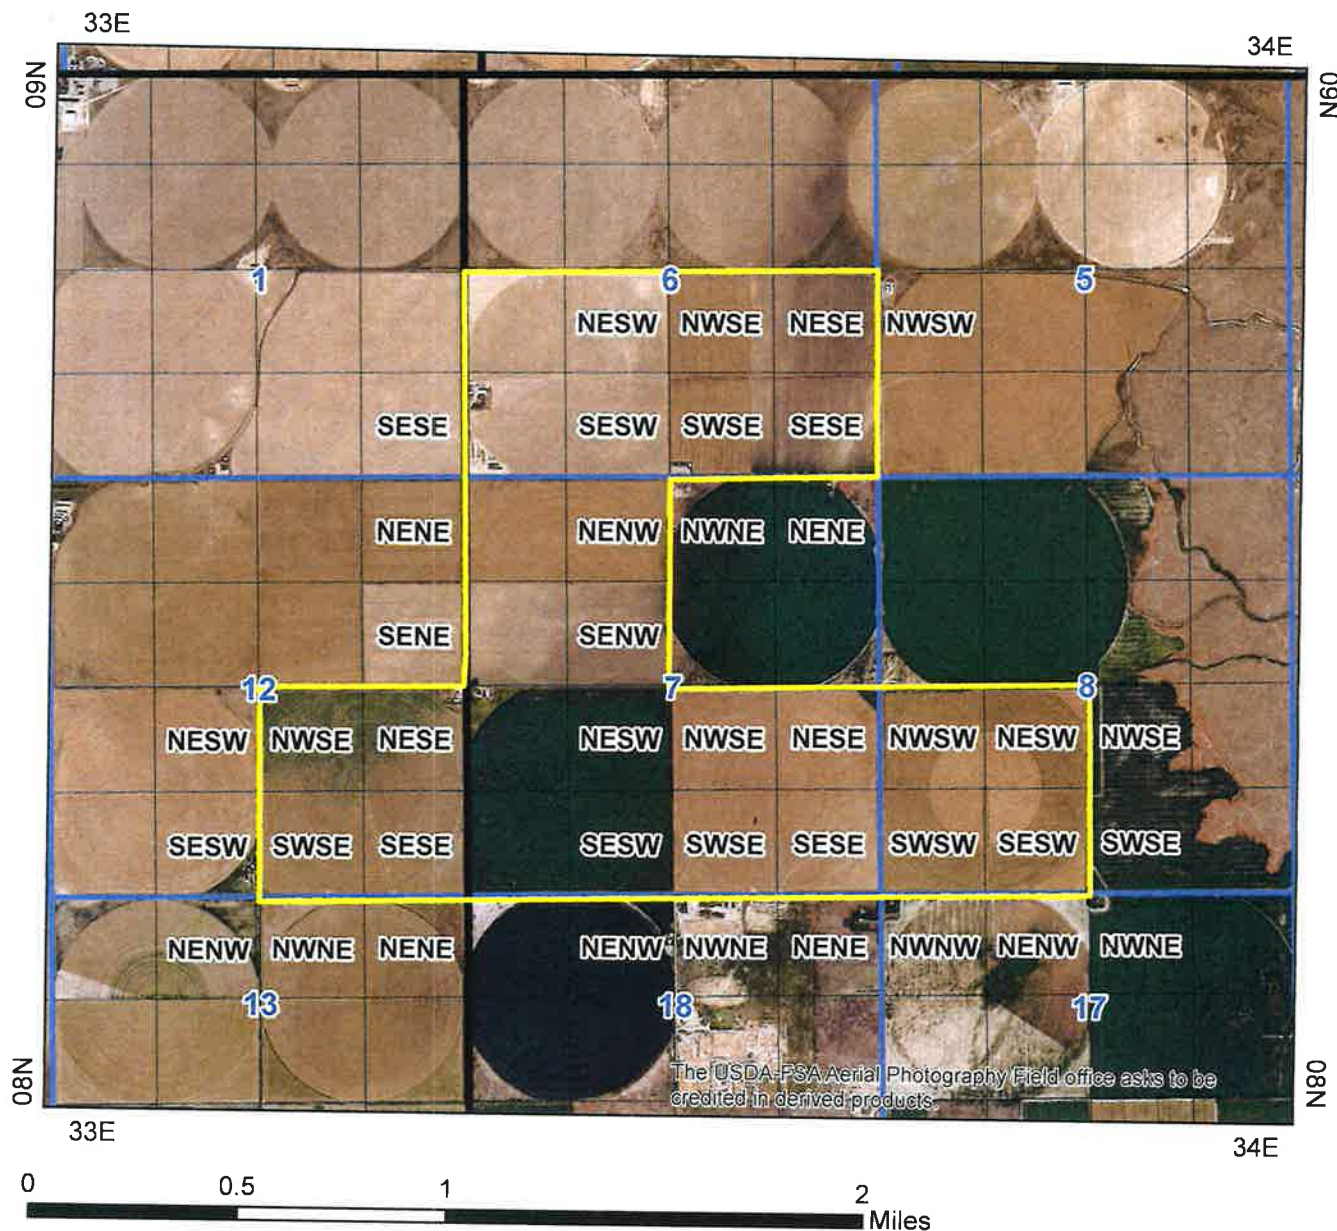 33E
34E
09N
09N
1
6
5
NESW NWSE NESE NWSW
SESE SESW SWSE SESE
NENE NENW NWNE NENE
SENE SENW
12
7
8
NESW NWSE NESE NESW NWSE NESE NWSW NESW NWSE
SESW SWSE SESE SESW SWSE SESE SWSW SESW SWSE
NENW NWNE NENE NENW NWNE NENE NWNW NENW NWNE
13
18
17
The USDA-FSA Aerial Photography Field office asks to be
credited in derived products.
08N
08N
33E
34E
0 0.5 1 2
Miles